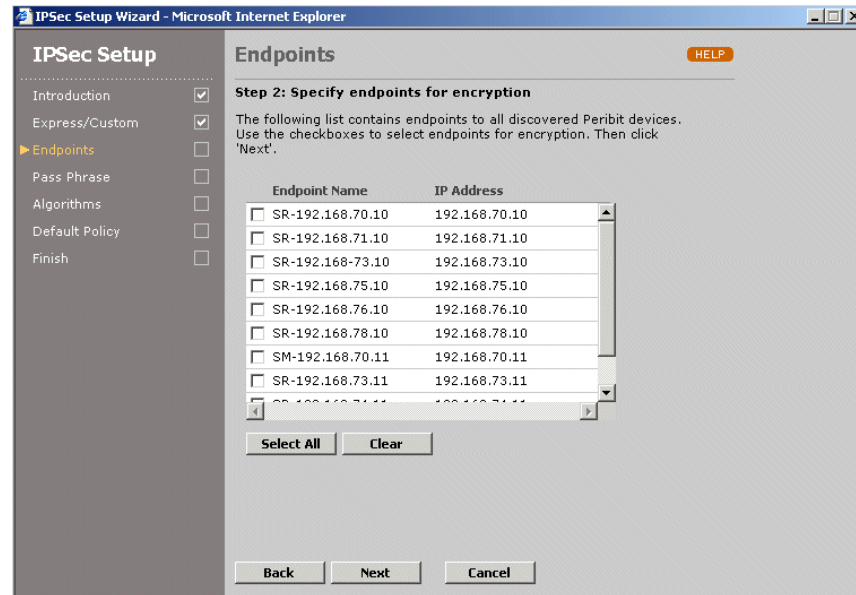 IPSec Setup Wizard - Microsoft Internet Explorer
IPSec Setup
Introduction
Express/Custom
Endpoints
Pass Phrase
Algorithms
Default Policy
Finish
Endpoints
HELP
Step 2: Specify endpoints for encryption
The following list contains endpoints to all discovered Peribit devices.
Use the checkboxes to select endpoints for encryption. Then click
'Next'.
Endpoint Name IP Address
SR-192.168.70.10 192.168.70.10
SR-192.168.71.10 192.168.71.10
SR-192.168-73.10 192.168.73.10
SR-192.168.75.10 192.168.75.10
SR-192.168.76.10 192.168.76.10
SR-192.168.78.10 192.168.78.10
SM-192.168.70.11 192.168.70.11
SR-192.168.73.11 192.168.73.11
Select All Clear
Back Next Cancel